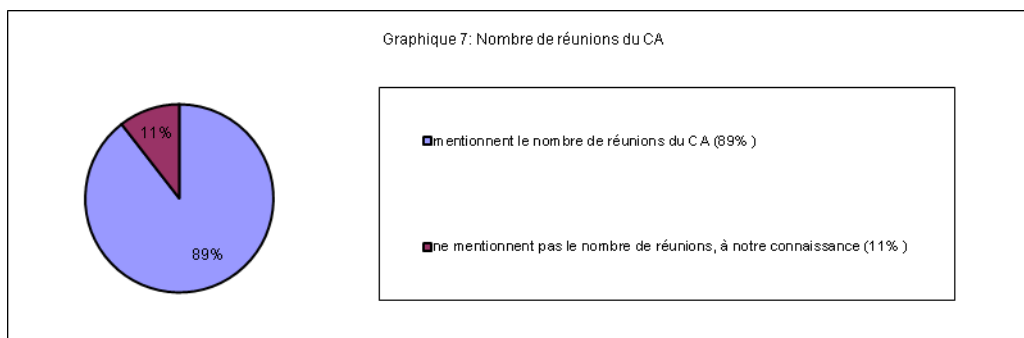 Graphique 7: Nombre de réunions du CA
11%
89%
mentionnent le nombre de réunions du CA (89% )
ne mentionnent pas le nombre de réunions, à notre connaissance (11% )